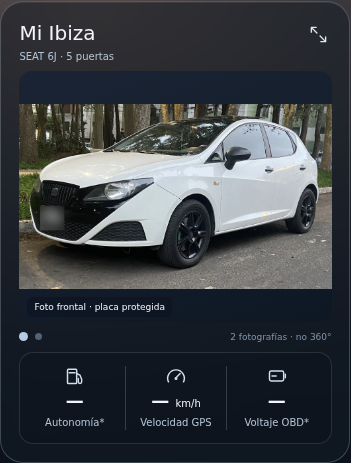 Mi Ibiza
SEAT 6J · 5 puertas
Foto frontal · placa protegida
2 fotografías · no 360°
— — km/h —
Autonomía* Velocidad GPS Voltaje OBD*